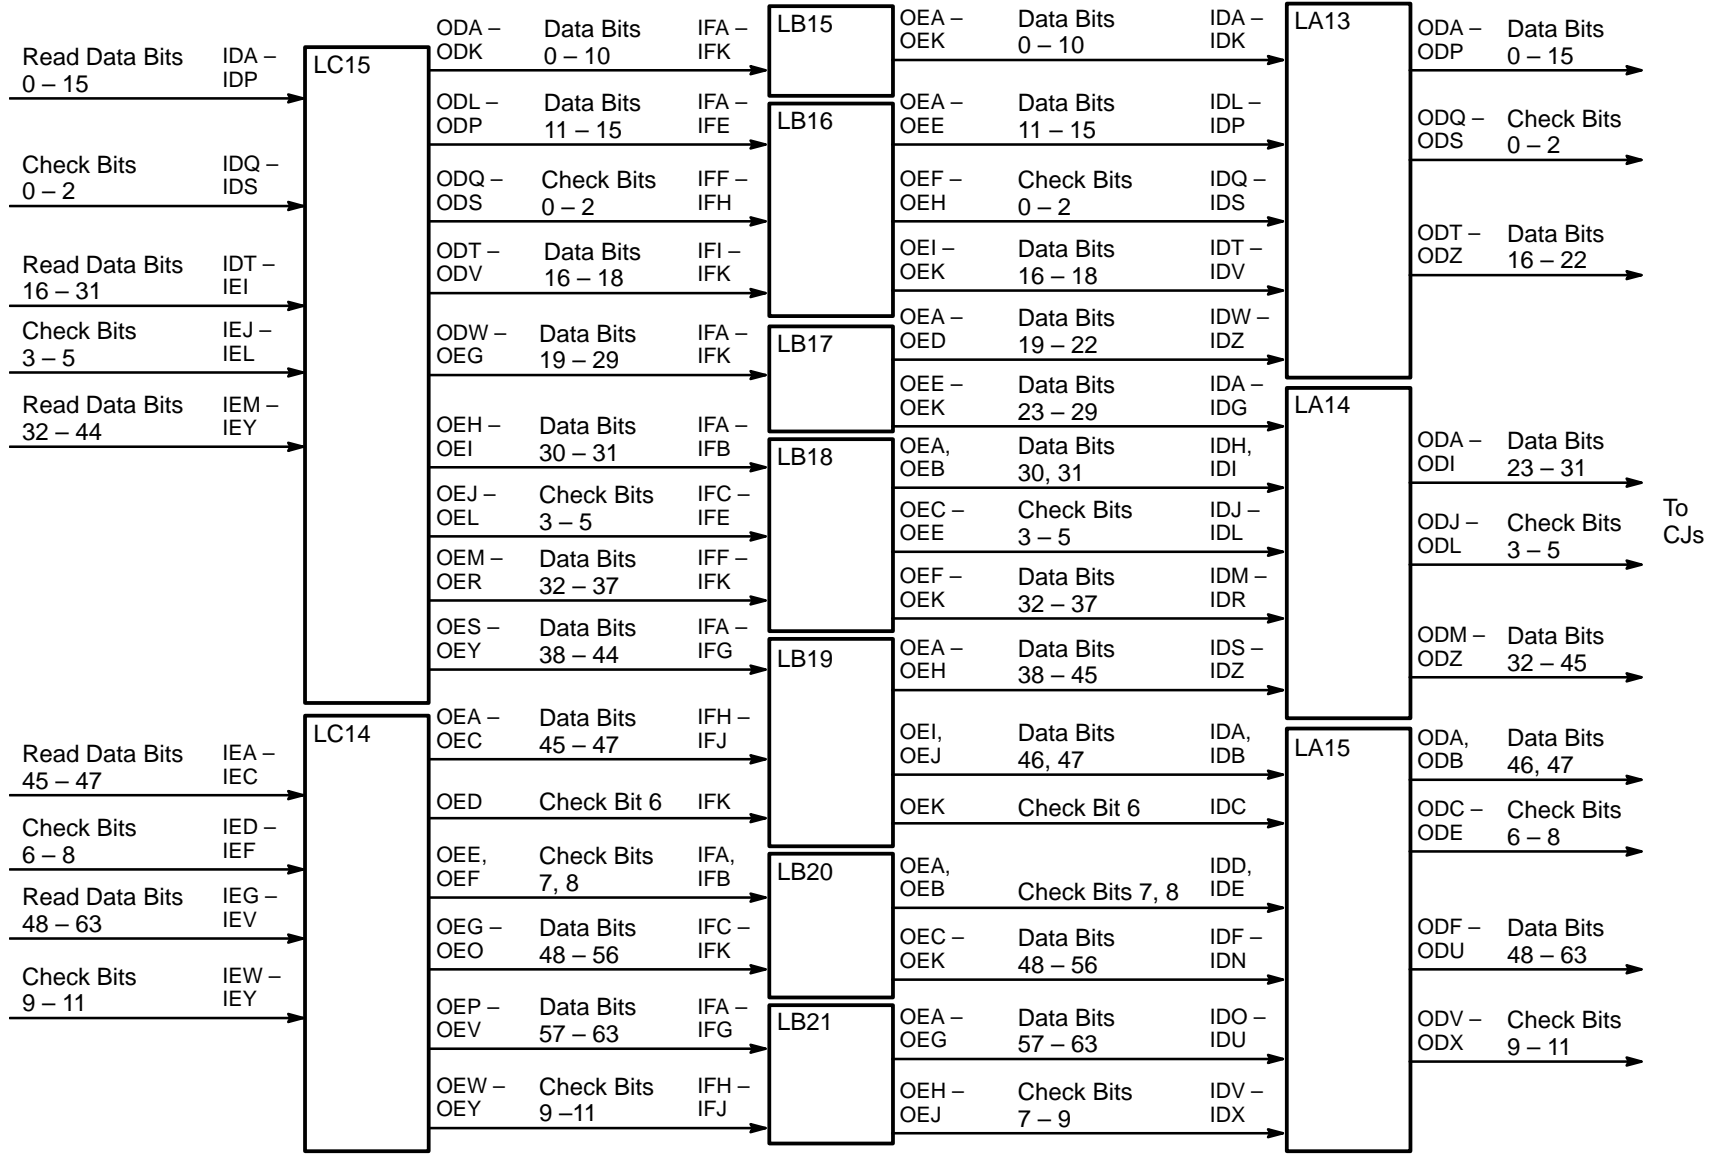 Read Data Bits IDA –
0 – 15 IDP
Check Bits IDQ –
0 – 2 IDS
Read Data Bits IDT –
16 – 31 IEI
Check Bits IEJ –
3 – 5 IEL
Read Data Bits IEM –
32 – 44 IEY
Read Data Bits IEA –
45 – 47 IEC
Check Bits IED –
6 – 8 IEF
Read Data Bits IEG –
48 – 63 IEV
Check Bits IEW –
9 – 11 IEY
LC15
LC14
ODA – Data Bits IFA –
ODK 0 – 10 IFK
ODL – Data Bits IFA –
ODP 11 – 15 IFE
ODQ – Check Bits IFF –
ODS 0 – 2 IFH
ODT – Data Bits IFI –
ODV 16 – 18 IFK
ODW – Data Bits IFA –
OEG 19 – 29 IFK
OEH – Data Bits IFA –
OEI 30 – 31 IFB
OEJ – Check Bits IFC –
OEL 3 – 5 IFE
OEM – Data Bits IFF –
OER 32 – 37 IFK
OES – Data Bits IFA –
OEY 38 – 44 IFG
OEA – Data Bits IFH –
OEC 45 – 47 IFJ
OED Check Bit 6 IFK
OEE, Check Bits IFA,
OEF 7, 8 IFB
OEG – Data Bits IFC –
OEO 48 – 56 IFK
OEP – Data Bits IFA –
OEV 57 – 63 IFG
OEW – Check Bits IFH –
OEY 9 –11 IFJ
LB15
LB16
LB17
LB18
LB19
LB20
LB21
OEA – Data Bits IDA –
OEK 0 – 10 IDK
OEA – Data Bits IDL –
OEE 11 – 15 IDP
OEF – Check Bits IDQ –
OEH 0 – 2 IDS
OEI – Data Bits IDT –
OEK 16 – 18 IDV
OEA – Data Bits IDW –
OED 19 – 22 IDZ
OEE – Data Bits IDA –
OEK 23 – 29 IDG
OEA, Data Bits IDH,
OEB 30, 31 IDI
OEC – Check Bits IDJ –
OEE 3 – 5 IDL
OEF – Data Bits IDM –
OEK 32 – 37 IDR
OEA – Data Bits IDS –
OEH 38 – 45 IDZ
OEI, Data Bits IDA,
OEJ 46, 47 IDB
OEK Check Bit 6 IDC
OEA, IDD,
OEB Check Bits 7, 8 IDE
OEC – Data Bits IDF –
OEK 48 – 56 IDN
OEA – Data Bits IDO –
OEG 57 – 63 IDU
OEH – Check Bits IDV –
OEJ 7 – 9 IDX
LA13
LA14
LA15
ODA – Data Bits
ODP 0 – 15
ODQ – Check Bits
ODS 0 – 2
ODT – Data Bits
ODZ 16 – 22
ODA – Data Bits
ODI 23 – 31
ODJ – Check Bits
ODL 3 – 5
ODM – Data Bits
ODZ 32 – 45
ODA, Data Bits
ODB 46, 47
ODC – Check Bits
ODE 6 – 8
ODF – Data Bits
ODU 48 – 63
ODV – Check Bits
ODX 9 – 11
To
CJs